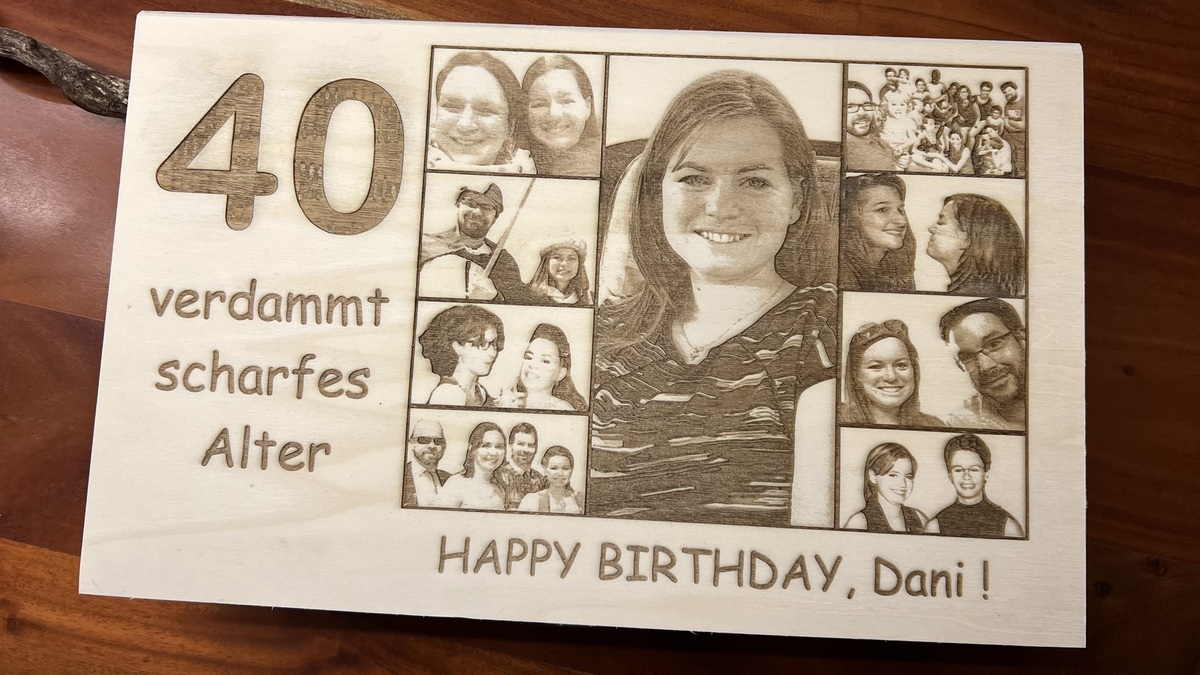 40
verdammt
scharfes
Alter
HAPPY BIRTHDAY, Dani !